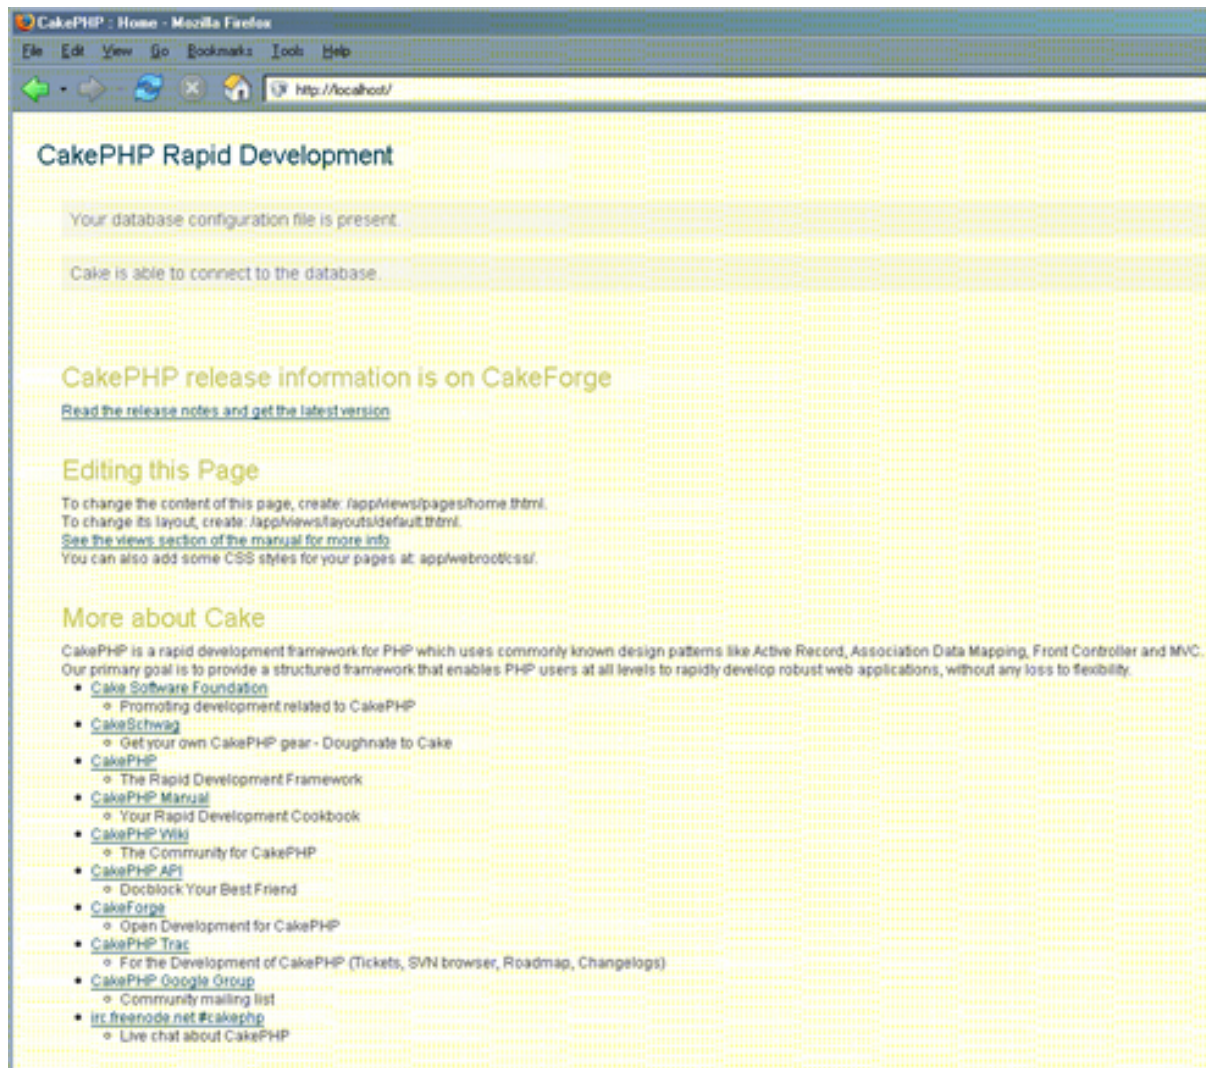 CakePHP : Home - Mozilla Firefox
File Edit View Go Bookmarks Tools Help
http://localhost/
CakePHP Rapid Development
Your database configuration file is present.
Cake is able to connect to the database.
CakePHP release information is on CakeForge
Read the release notes and get the latest version
Editing this Page
To change the content of this page, create: /app/views/pages/home.thtml.
To change its layout, create: /app/views/layouts/default.thtml.
See the views section of the manual for more info
You can also add some CSS styles for your pages at: app/webroot/css/.
More about Cake
CakePHP is a rapid development framework for PHP which uses commonly known design patterns like Active Record, Association Data Mapping, Front Controller and MVC.
Our primary goal is to provide a structured framework that enables PHP users at all levels to rapidly develop robust web applications, without any loss to flexibility.
Cake Software Foundation
Promoting development related to CakePHP
CakeSchwag
Get your own CakePHP gear - Doughnate to Cake
CakePHP
The Rapid Development Framework
CakePHP Manual
Your Rapid Development Cookbook
CakePHP Wiki
The Community for CakePHP
CakePHP API
Docblock Your Best Friend
CakeForge
Open Development for CakePHP
CakePHP Trac
For the Development of CakePHP (Tickets, SVN browser, Roadmap, Changelogs)
CakePHP Google Group
Community mailing list
irc.freenode.net #cakephp
Live chat about CakePHP